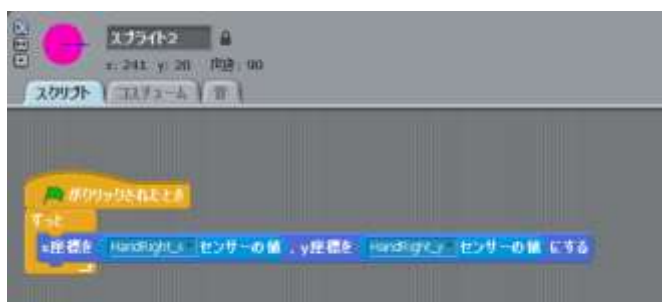 スプライト2
x: 241 y: 20 向き: 90
スクリプト コスチューム 音
がクリックされたとき
ずっと
x座標を HandRight_x センサーの値 , y座標を HandRight_y センサーの値 にする